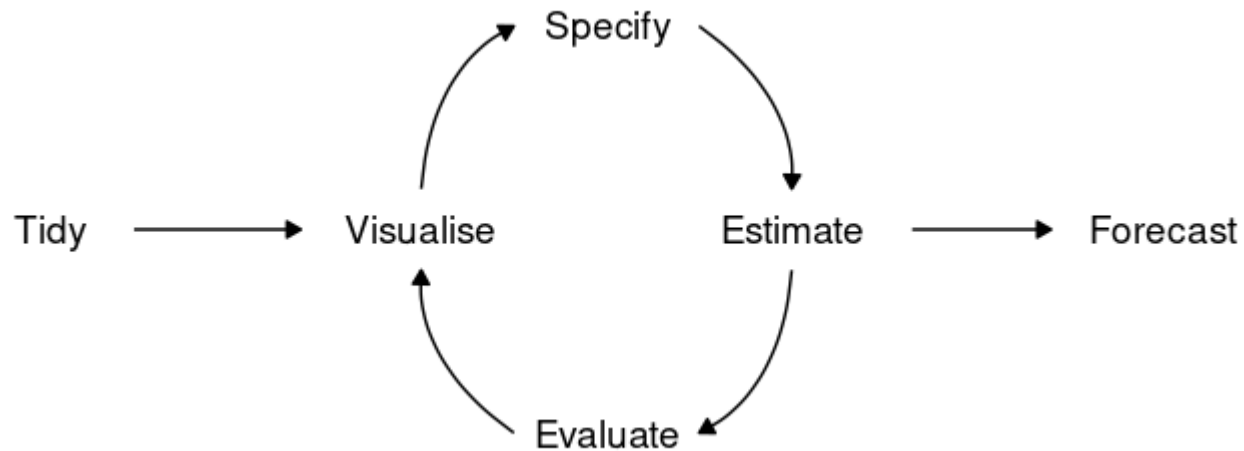 Specify
Tidy
Visualise
Estimate
Forecast
Evaluate